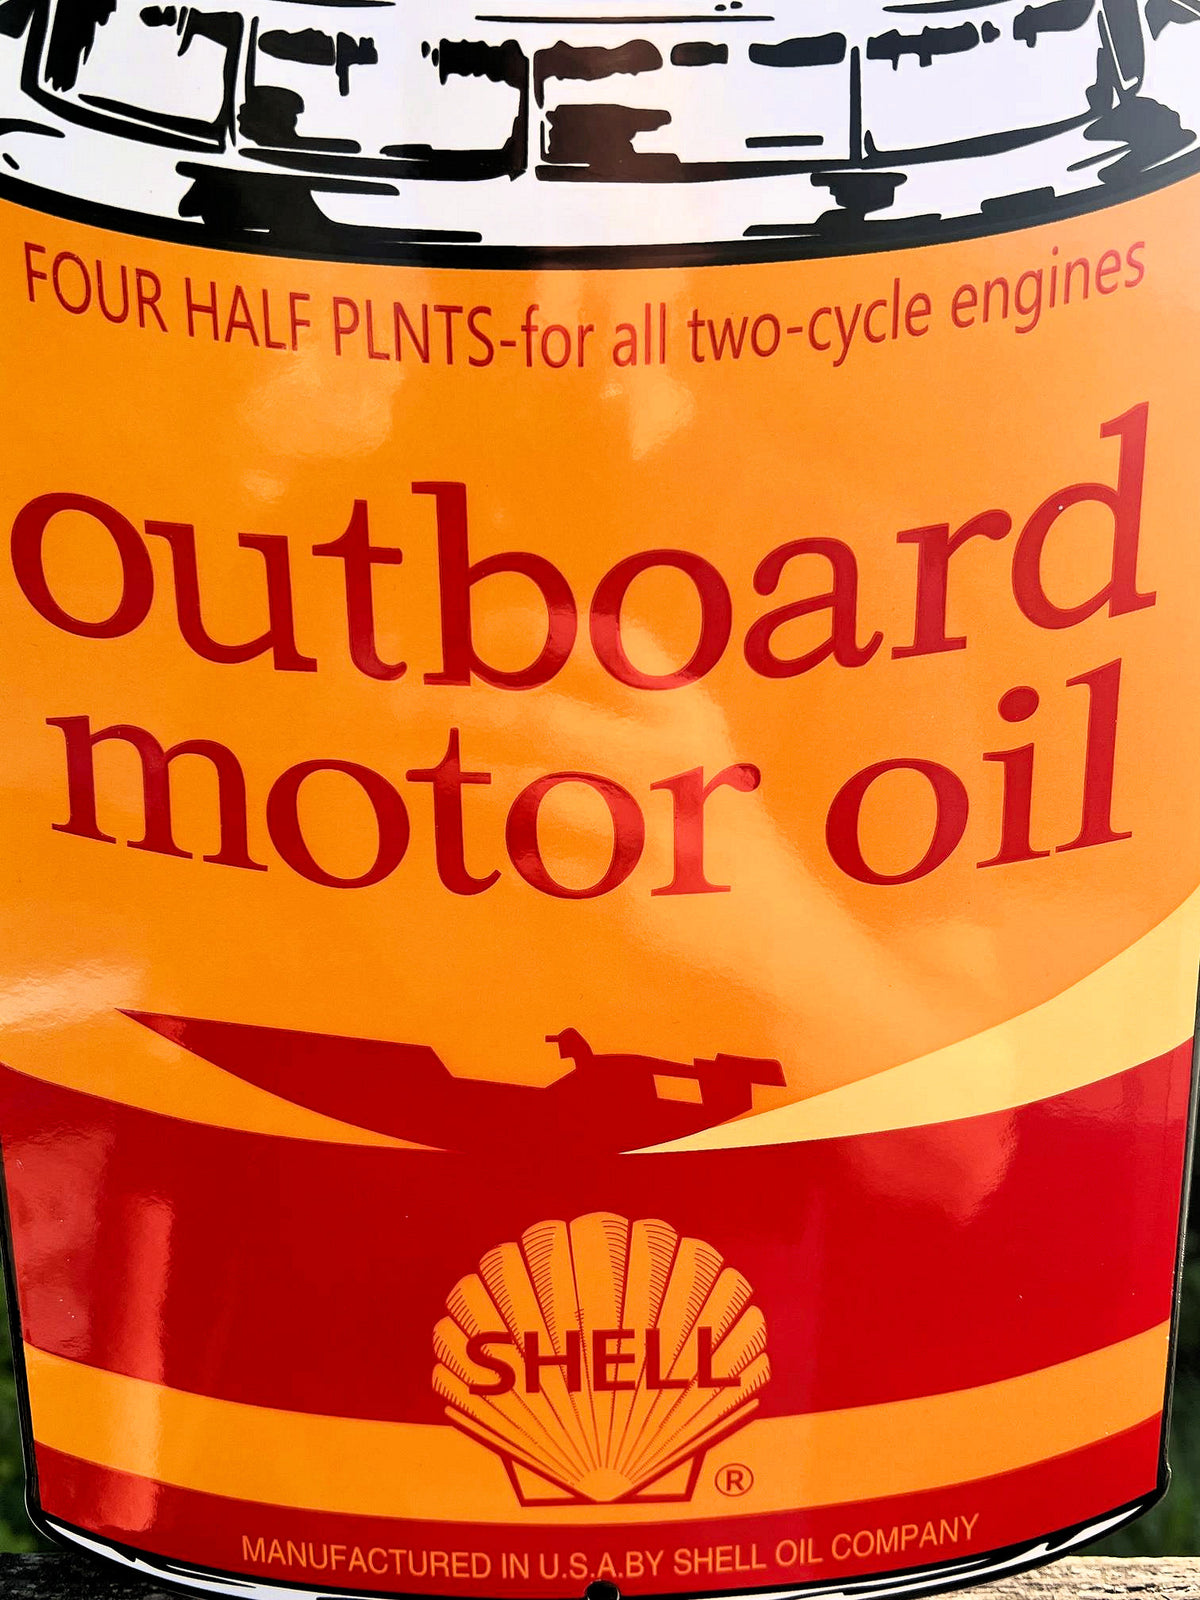 FOUR HALF PLNTS-for all two-cycle engines
outboard
motor oil
SHELL
®
MANUFACTURED IN U.S.A.BY SHELL OIL COMPANY